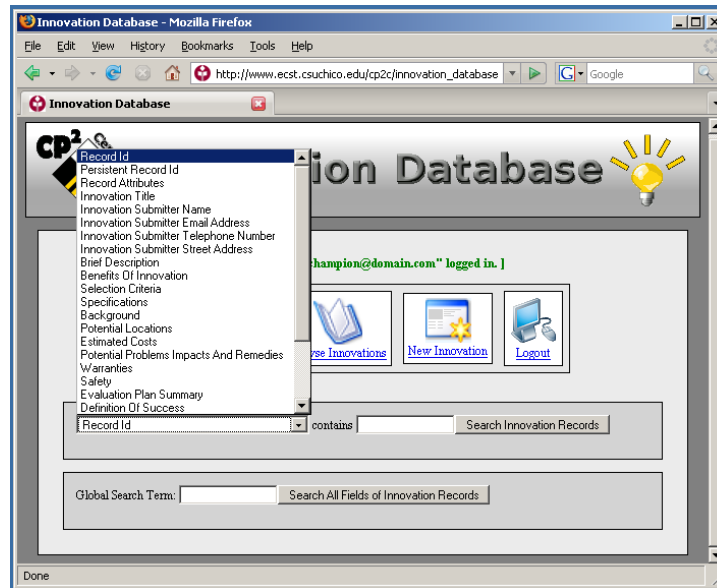 Innovation Database - Mozilla Firefox
File Edit View History Bookmarks Tools Help
http://www.ecst.csuchico.edu/cp2c/innovation_database G Google
Innovation Database
CP2 ion Database
Record Id
Persistent Record Id
Record Attributes
Innovation Title
Innovation Submitter Name
Innovation Submitter Email Address
Innovation Submitter Telephone Number
Innovation Submitter Street Address
Brief Description
Benefits Of Innovation
Selection Criteria
Specifications
Background
Potential Locations
Estimated Costs
Potential Problems Impacts And Remedies
Warranties
Safety
Evaluation Plan Summary
Definition Of Success
champion@domain.com" logged in. ]
wse Innovations New Innovation Logout
Record Id contains Search Innovation Records
Global Search Term: Search All Fields of Innovation Records
Done